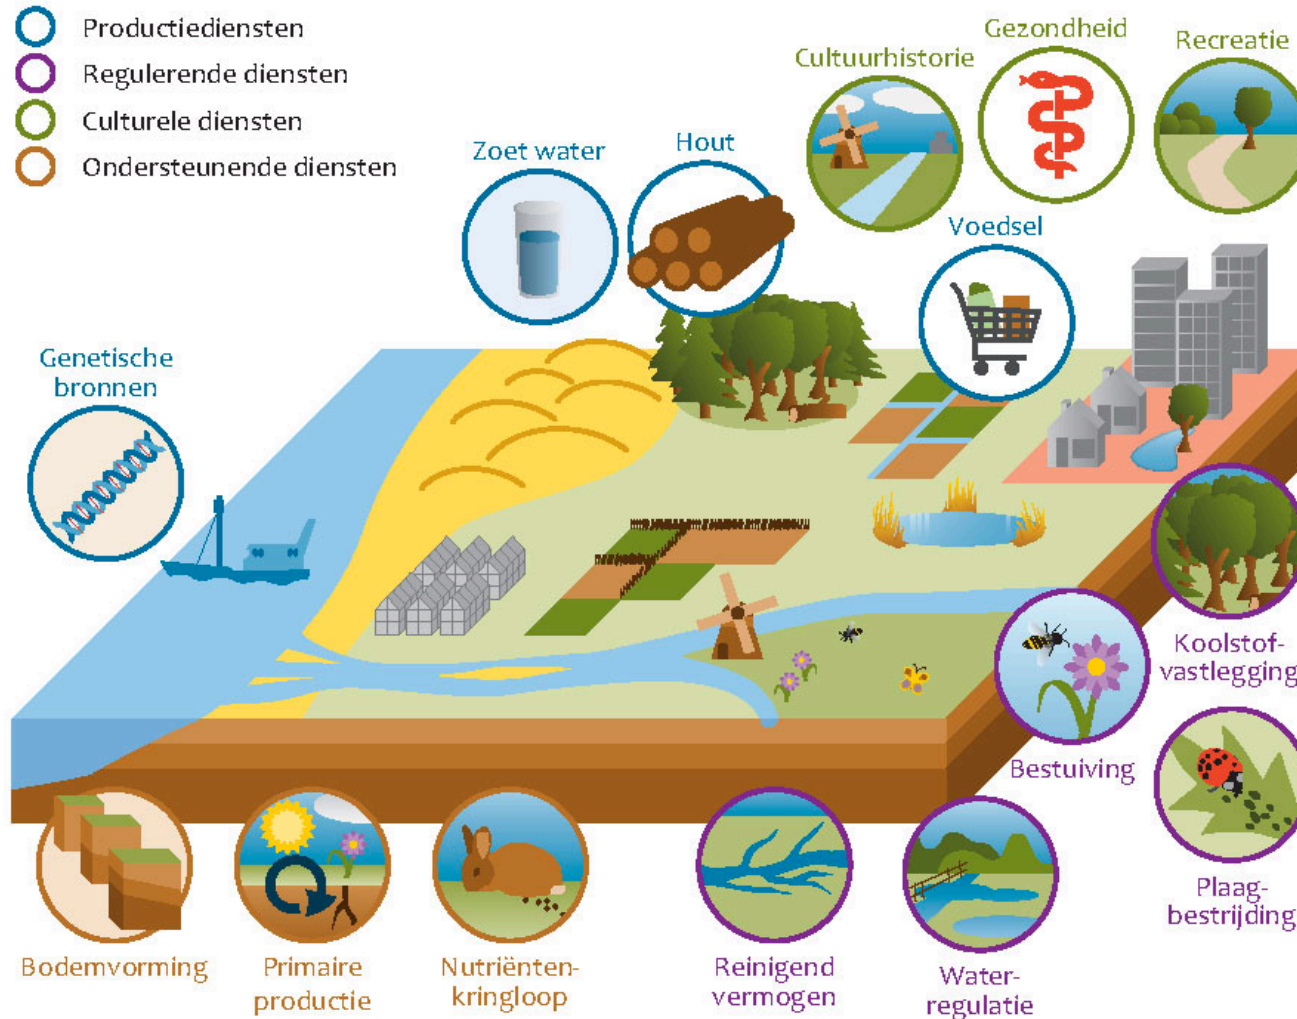 Productiediensten
Regulerende diensten
Culturele diensten
Ondersteunende diensten
Gezondheid
Cultuurhistorie
Recreatie
Zoet water
Hout
Voedsel
Genetische
bronnen
Koolstof-
vastlegging
Bestuiving
Plaag-
bestrijding
Bodemvorming
Primaire
productie
Nutriënten-
kringloop
Reinigend
vermogen
Water-
regulatie